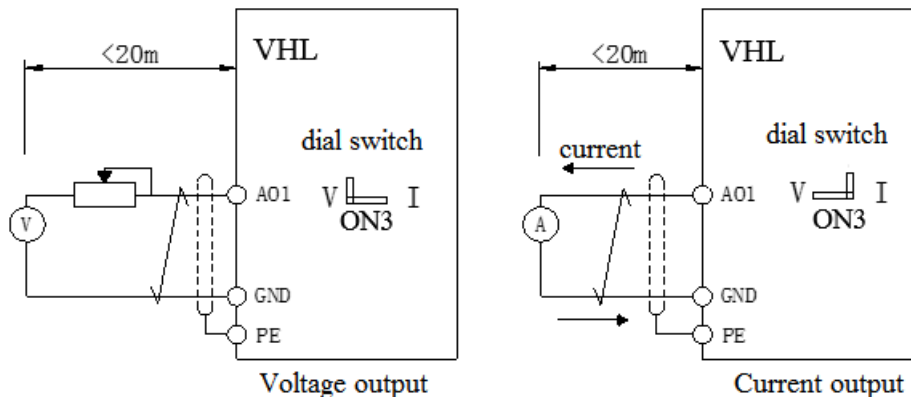 <20m
VHL
dial switch
V I
ON3
AO1
V
GND
PE
Voltage output
<20m
VHL
dial switch
current
V I
ON3
AO1
A
GND
PE
Current output